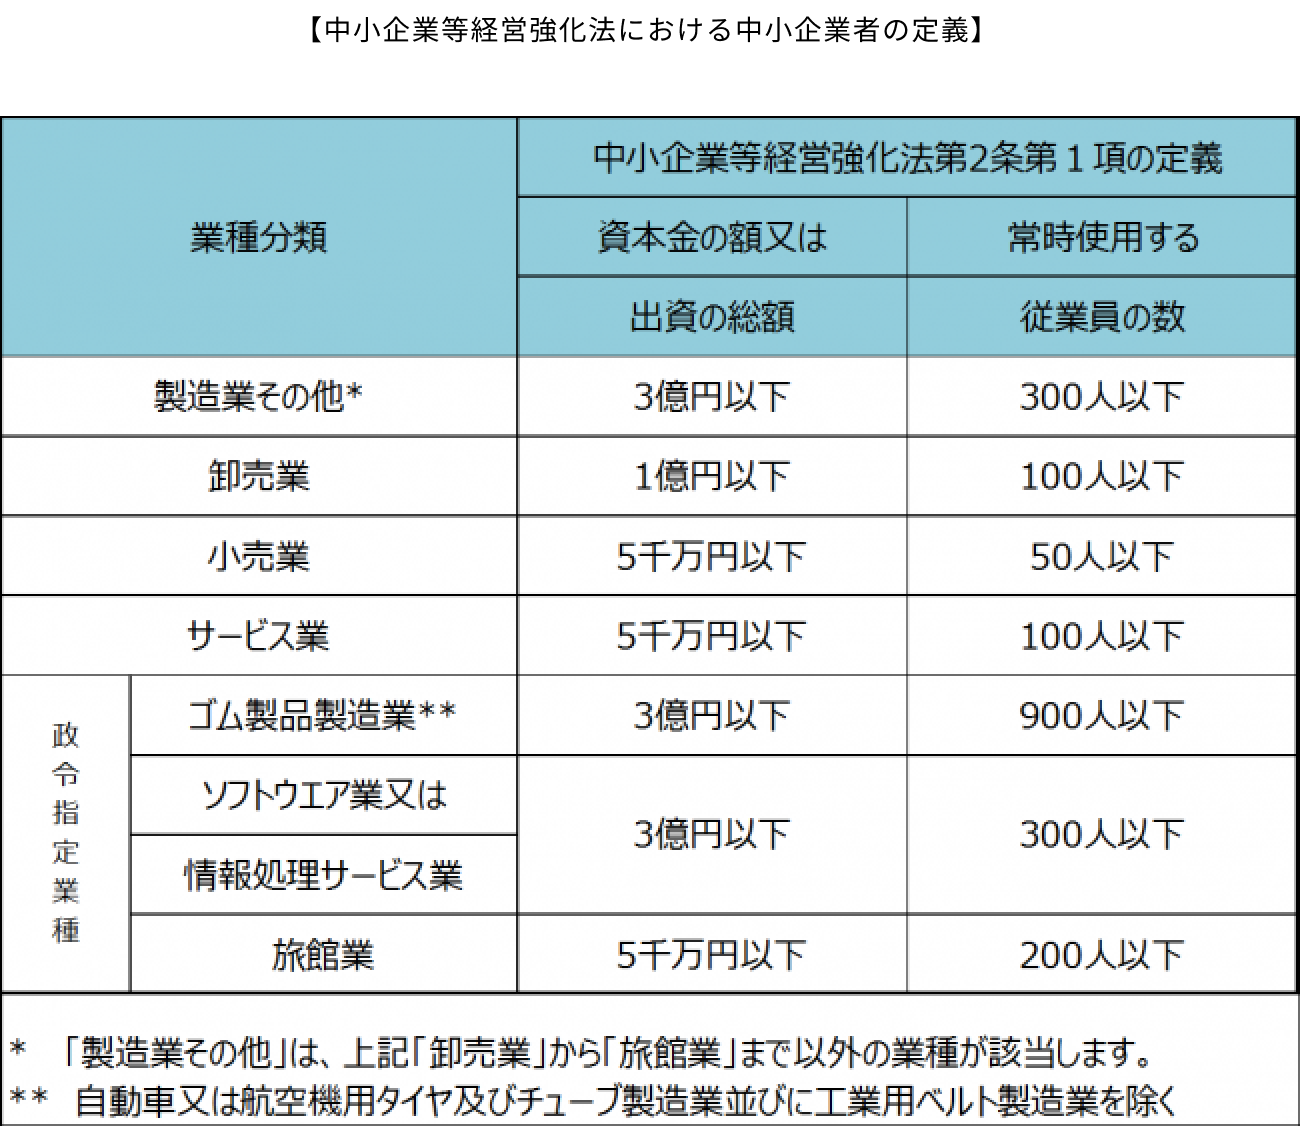 【中小企業等経営強化法における中小企業者の定義】
業種分類
中小企業等経営強化法第2条第１項の定義
資本金の額又は
常時使用する
出資の総額
従業員の数
製造業その他*
3億円以下
300人以下
卸売業
1億円以下
100人以下
小売業
5千万円以下
50人以下
サービス業
5千万円以下
100人以下
政令指定業種
ゴム製品製造業**
3億円以下
900人以下
ソフトウエア業又は
情報処理サービス業
3億円以下
300人以下
旅館業
5千万円以下
200人以下
* 「製造業その他」は、上記「卸売業」から「旅館業」まで以外の業種が該当します。
** 自動車又は航空機用タイヤ及びチューブ製造業並びに工業用ベルト製造業を除く